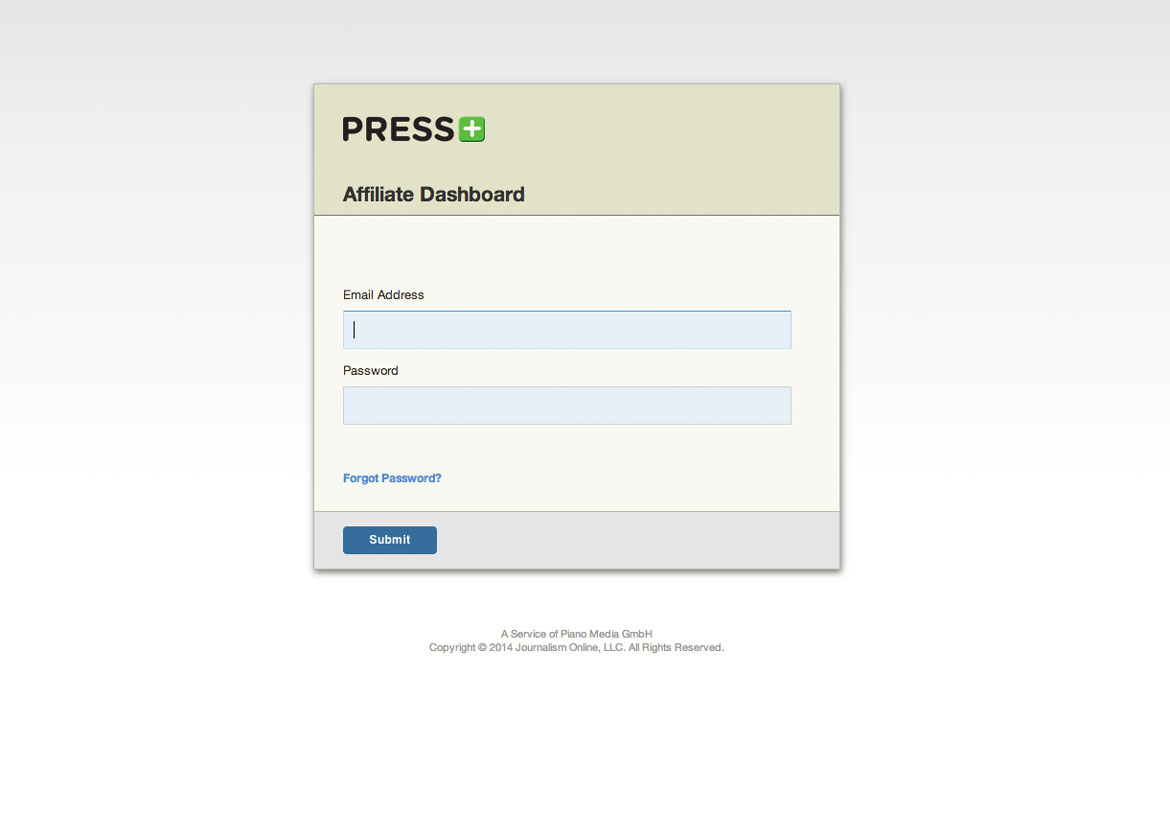 PRESS+
Affiliate Dashboard
Email Address
Password
Forgot Password?
Submit
A Service of Piano Media GmbH
Copyright © 2014 Journalism Online, LLC. All Rights Reserved.